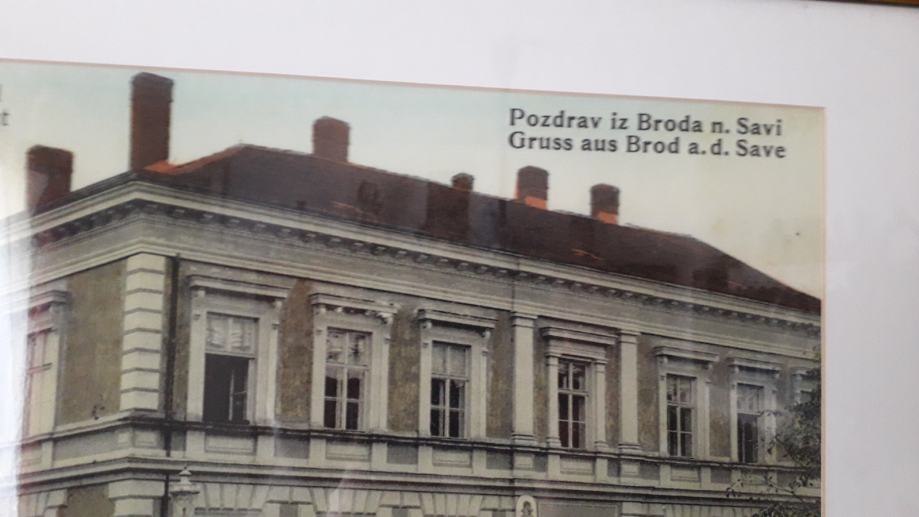 Pozdrav iz Broda n. Savi
Gruss aus Brod a. d. Save